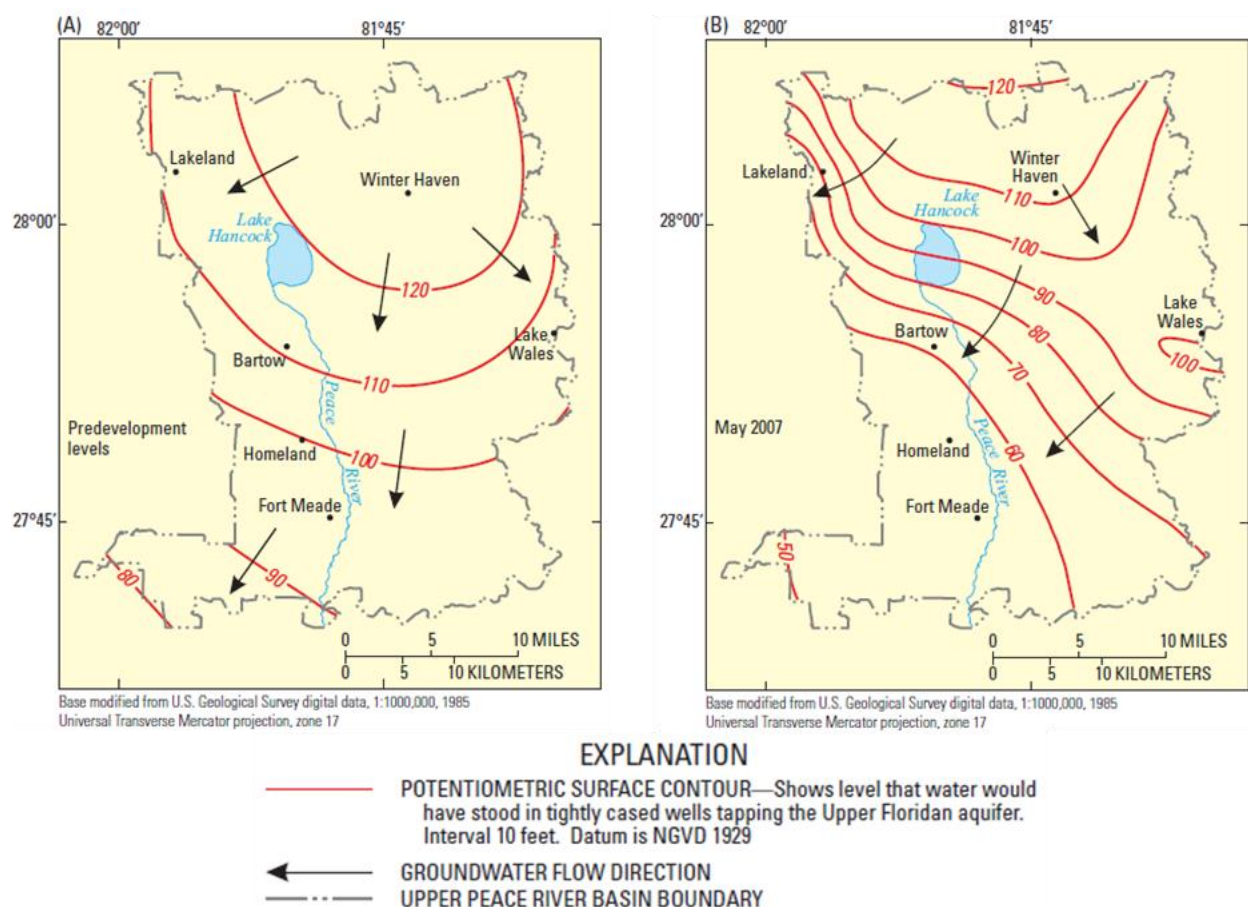 (A)
82°00'
81°45'
Lakeland
Winter Haven
28°00'
Lake
Hancock
120
Lake
Wales
Bartow
110
Peace
Predevelopment
levels
Homeland
100
River
Fort Meade
27°45'
80
90
0 5 10 MILES
0 5 10 KILOMETERS
Base modified from U.S. Geological Survey digital data, 1:1000,000, 1985
Universal Transverse Mercator projection, zone 17
(B)
82°00'
81°45'
120
Lakeland
Winter
Haven
110
28°00'
Lake
Hancock
100
90
Lake
Wales
Bartow
80
100
70
May 2007
Peace
Homeland
60
River
Fort Meade
27°45'
50
0 5 10 MILES
0 5 10 KILOMETERS
Base modified from U.S. Geological Survey digital data, 1:1000,000, 1985
Universal Transverse Mercator projection, zone 17
EXPLANATION
POTENTIOMETRIC SURFACE CONTOUR—Shows level that water would
have stood in tightly cased wells tapping the Upper Floridan aquifer.
Interval 10 feet. Datum is NGVD 1929
GROUNDWATER FLOW DIRECTION
UPPER PEACE RIVER BASIN BOUNDARY